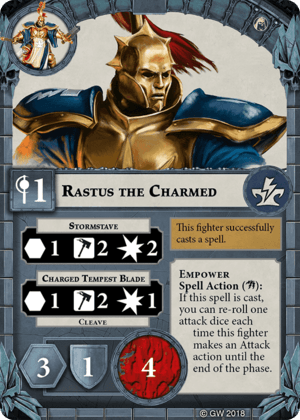 1 RASTUS THE CHARMED
STORMSTAVE
1 2 2
CHARGED TEMPEST BLADE
1 2 1
CLEAVE
This fighter successfully
casts a spell.
EMPOWER
Spell Action ( ):
If this spell is cast,
you can re-roll one
attack dice each
time this fighter
makes an Attack
action until the
end of the phase.
3 1 4
© GW 2018